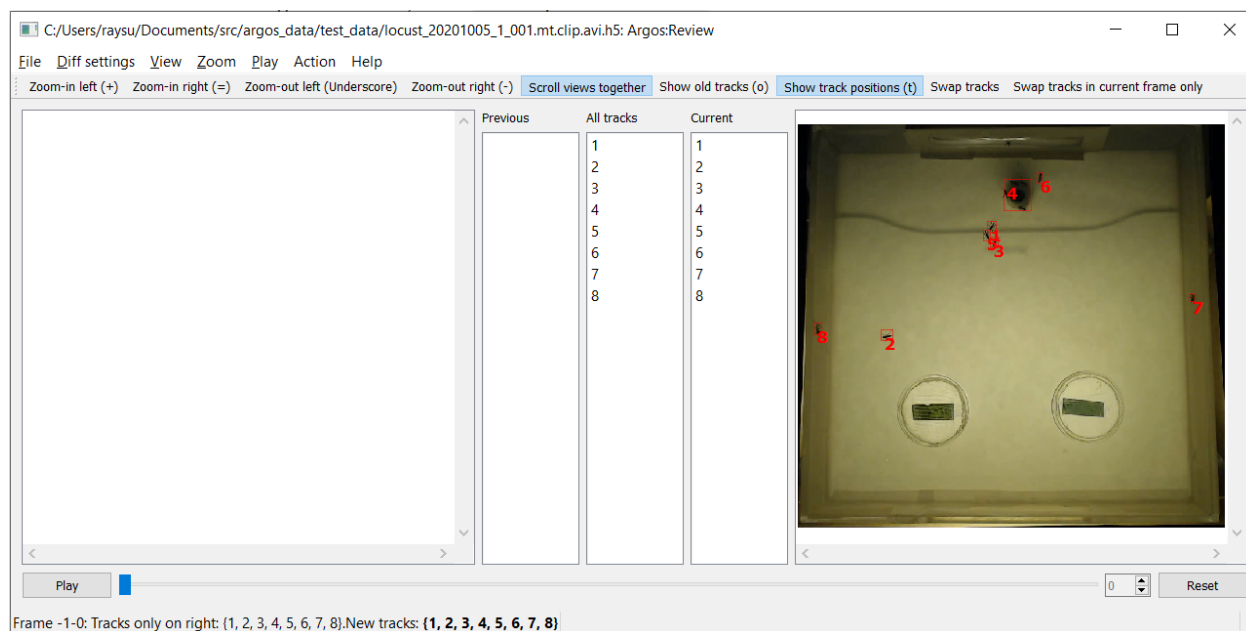 C:/Users/raysu/Documents/src/argos_data/test_data/locust_20201005_1_001.mt.clip.avi.h5: Argos:Review
File Diff settings View Zoom Play Action Help
Zoom-in left (+) Zoom-in right (=) Zoom-out left (Underscore) Zoom-out right (-) Scroll views together Show old tracks (o) Show track positions (t) Swap tracks Swap tracks in current frame only
Previous All tracks Current
1 1
2 2
3 3
4 4
5 5
6 6
7 7
8 8
6
4
1
5
3
7
8
2
Play 0 Reset
Frame -1-0: Tracks only on right: {1, 2, 3, 4, 5, 6, 7, 8}.New tracks: {1, 2, 3, 4, 5, 6, 7, 8}